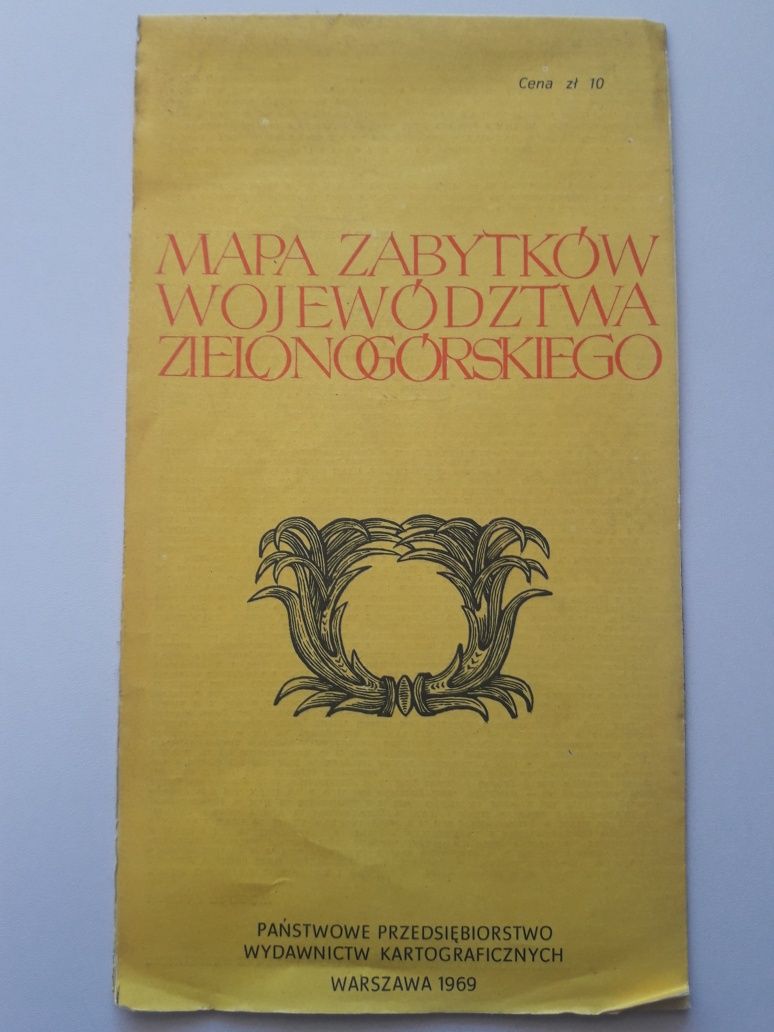 Cena zł 10
MAPA ZABYTKÓW
WOJEWÓDZTWA
ZIELONOGÓRSKIEGO
PAŃSTWOWE PRZEDSIĘBIORSTWO
WYDAWNICTW KARTOGRAFICZNYCH
WARSZAWA 1969